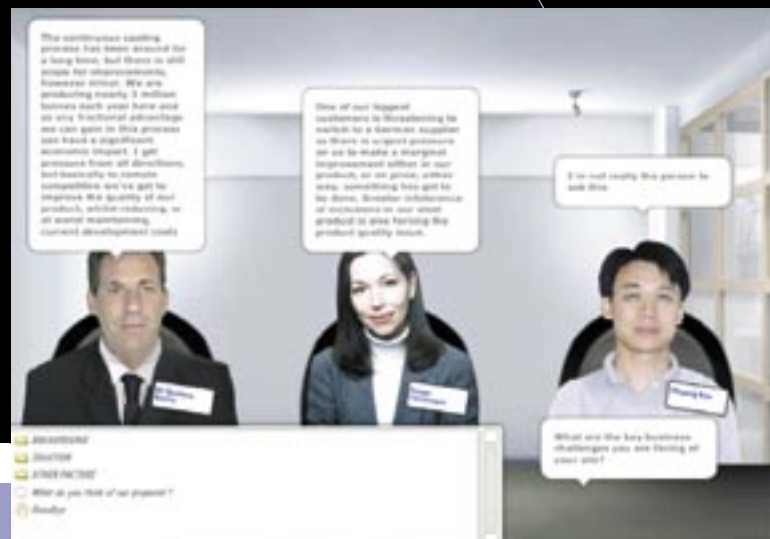 The continuous casting
process has been around for
a long time, but there is still
scope for improvements,
however minor. We are
producing nearly 3 million
tonnes each year here and
so any fractional advantage
we can gain in this process
can have a significant
economic impact. I get
pressure from all directions,
but basically to remain
competitive we've got to
improve the quality of our
product, whilst reducing, or
at worst maintaining,
current development costs
One of our biggest
customers is threatening to
switch to a German supplier
so there is urgent pressure
on us to make a marginal
improvement either in our
product, or on price; either
way, something has got to
be done. Greater intolerance
of inclusions in our steel
product is also forcing the
product quality issue.
I'm not really the person to
ask this
What are the key business
challenges you are facing at
your site?
BACKGROUND
SOLUTION
OTHER FACTORS
What do you think of our proposal ?
Goodbye